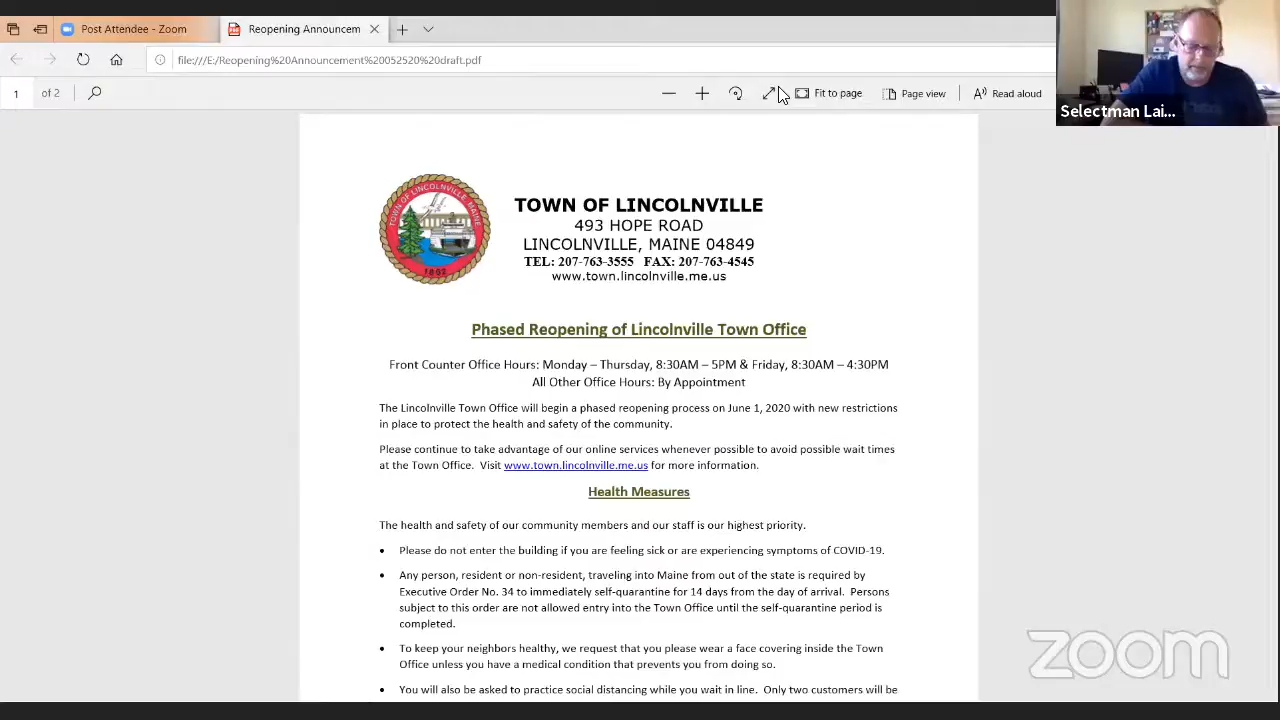 Post Attendee - Zoom
Reopening Announcem
file:///E:/Reopening%20Announcement%20052520%20draft.pdf
1 of 2
Fit to page
Page view
Read aloud
Selectman Lai...
TOWN OF LINCOLNVILLE, MAINE
1802
TOWN OF LINCOLNVILLE
493 HOPE ROAD
LINCOLNVILLE, MAINE 04849
TEL: 207-763-3555 FAX: 207-763-4545
www.town.lincolnville.me.us
Phased Reopening of Lincolnville Town Office
Front Counter Office Hours: Monday – Thursday, 8:30AM – 5PM & Friday, 8:30AM – 4:30PM
All Other Office Hours: By Appointment
The Lincolnville Town Office will begin a phased reopening process on June 1, 2020 with new restrictions
in place to protect the health and safety of the community.
Please continue to take advantage of our online services whenever possible to avoid possible wait times
at the Town Office. Visit www.town.lincolnville.me.us for more information.
Health Measures
The health and safety of our community members and our staff is our highest priority.
• Please do not enter the building if you are feeling sick or are experiencing symptoms of COVID-19.
• Any person, resident or non-resident, traveling into Maine from out of the state is required by
Executive Order No. 34 to immediately self-quarantine for 14 days from the day of arrival. Persons
subject to this order are not allowed entry into the Town Office until the self-quarantine period is
completed.
• To keep your neighbors healthy, we request that you please wear a face covering inside the Town
Office unless you have a medical condition that prevents you from doing so.
• You will also be asked to practice social distancing while you wait in line. Only two customers will be
zoom